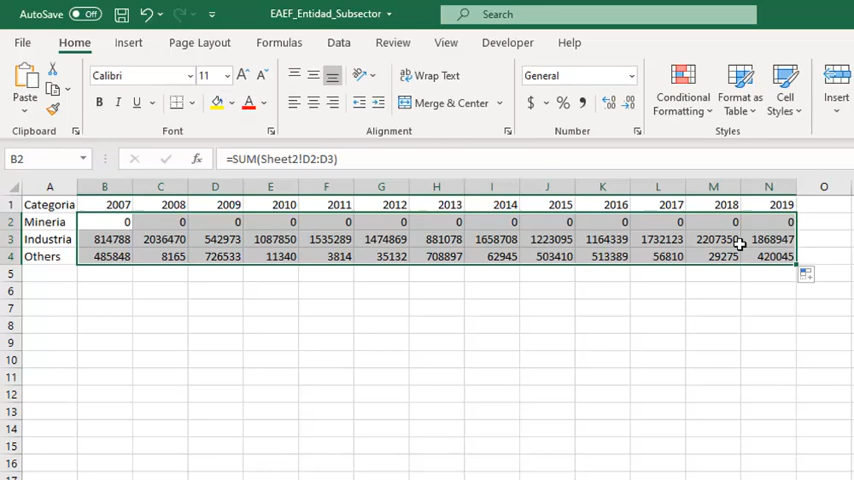 AutoSave Off EAEF_Entidad_Subsector Search
File Home Insert Page Layout Formulas Data Review View Developer Help
Calibri 11 A A Wrap Text General
Paste B I U A Merge & Center $ % 9 Conditional Formatting Format as Table Cell Styles Insert
Clipboard Font Alignment Number Styles
B2 fx =SUM(Sheet2!D2:D3)
A B C D E F G H I J K L M N O
1 Categoria 2007 2008 2009 2010 2011 2012 2013 2014 2015 2016 2017 2018 2019
2 Mineria 0 0 0 0 0 0 0 0 0 0 0 0 0
3 Industria 814788 2036470 542973 1087850 1535289 1474869 881078 1658708 1223095 1164339 1732123 1868947
4 Others 485848 8165 726533 11340 3814 35132 708897 62945 503410 513389 56810 29275 420045
5
6
7
8
9
10
11
12
13
14
15
16
17